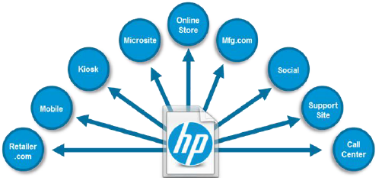 Online
Store
Microsite
Mfg.com
Kiosk
Social
Mobile
Support
Site
Retailer
.com
hp
Call
Center